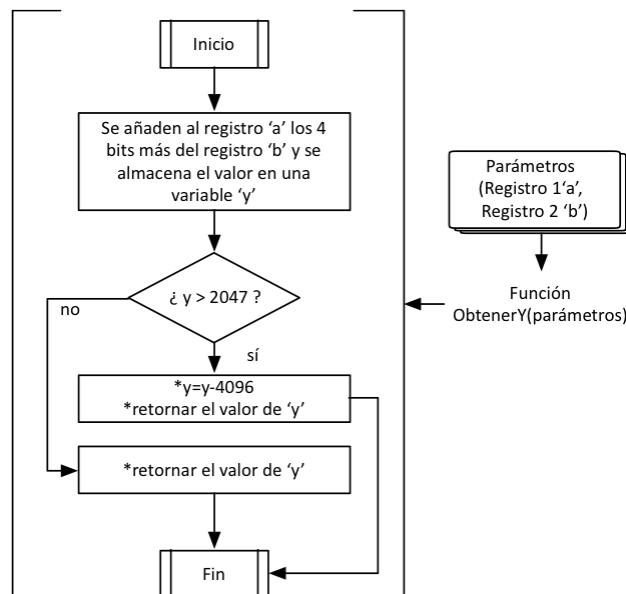 Inicio
Se añaden al registro ‘a’ los 4
bits más del registro ‘b’ y se
almacena el valor en una
variable ‘y’
¿ y > 2047 ?
no
sí
*y=y-4096
*retornar el valor de ‘y’
*retornar el valor de ‘y’
Fin
Parámetros
(Registro 1‘a’,
Registro 2 ‘b’)
Función
ObtenerY(parámetros)